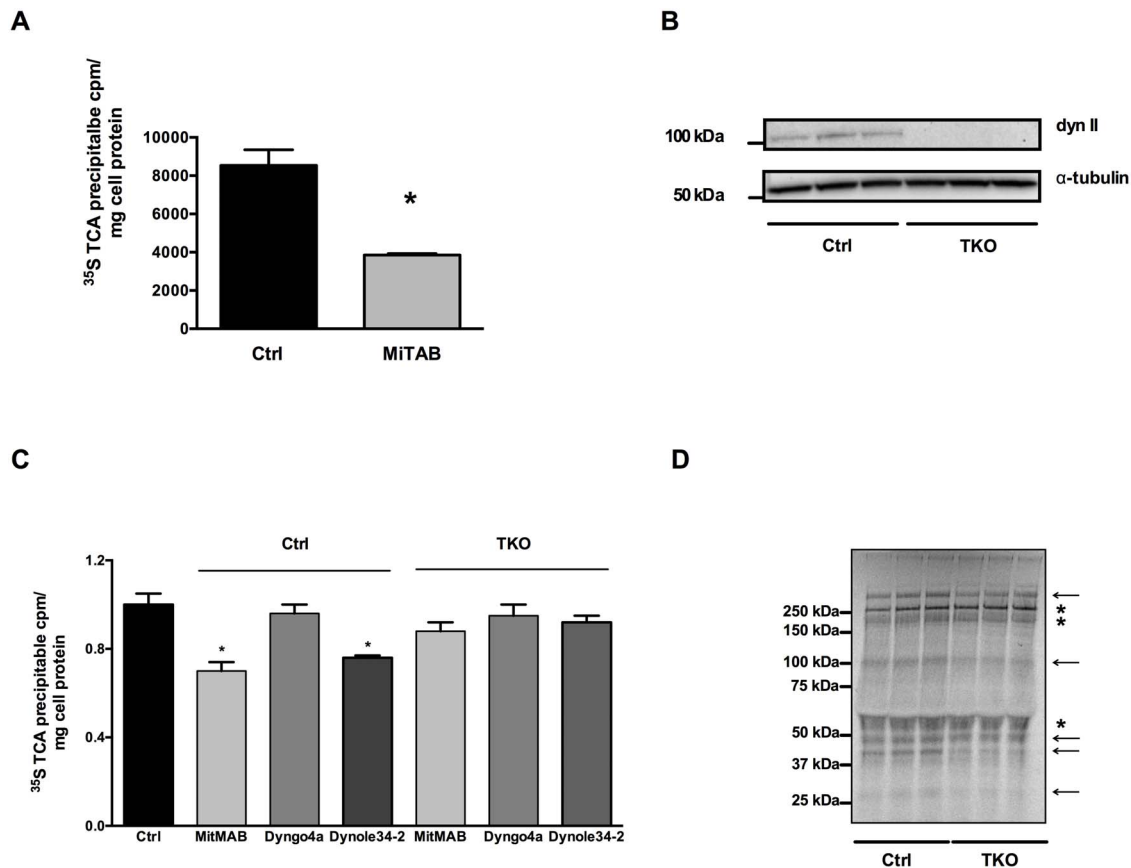 A
³⁵S TCA precipitalbe cpm/
mg cell protein
10000
8000
6000
4000
2000
0
*
Ctrl
MiTAB
B
100 kDa
50 kDa
dyn II
α-tubulin
Ctrl
TKO
C
³⁵S TCA precipitable cpm/
mg cell protein
1.2
0.8
0.4
0.0
Ctrl
TKO
*
*
Ctrl
MitMAB
Dyngo4a
Dynole34-2
MitMAB
Dyngo4a
Dynole34-2
D
250 kDa
150 kDa
100 kDa
75 kDa
50 kDa
37 kDa
25 kDa
*
*
*
Ctrl
TKO